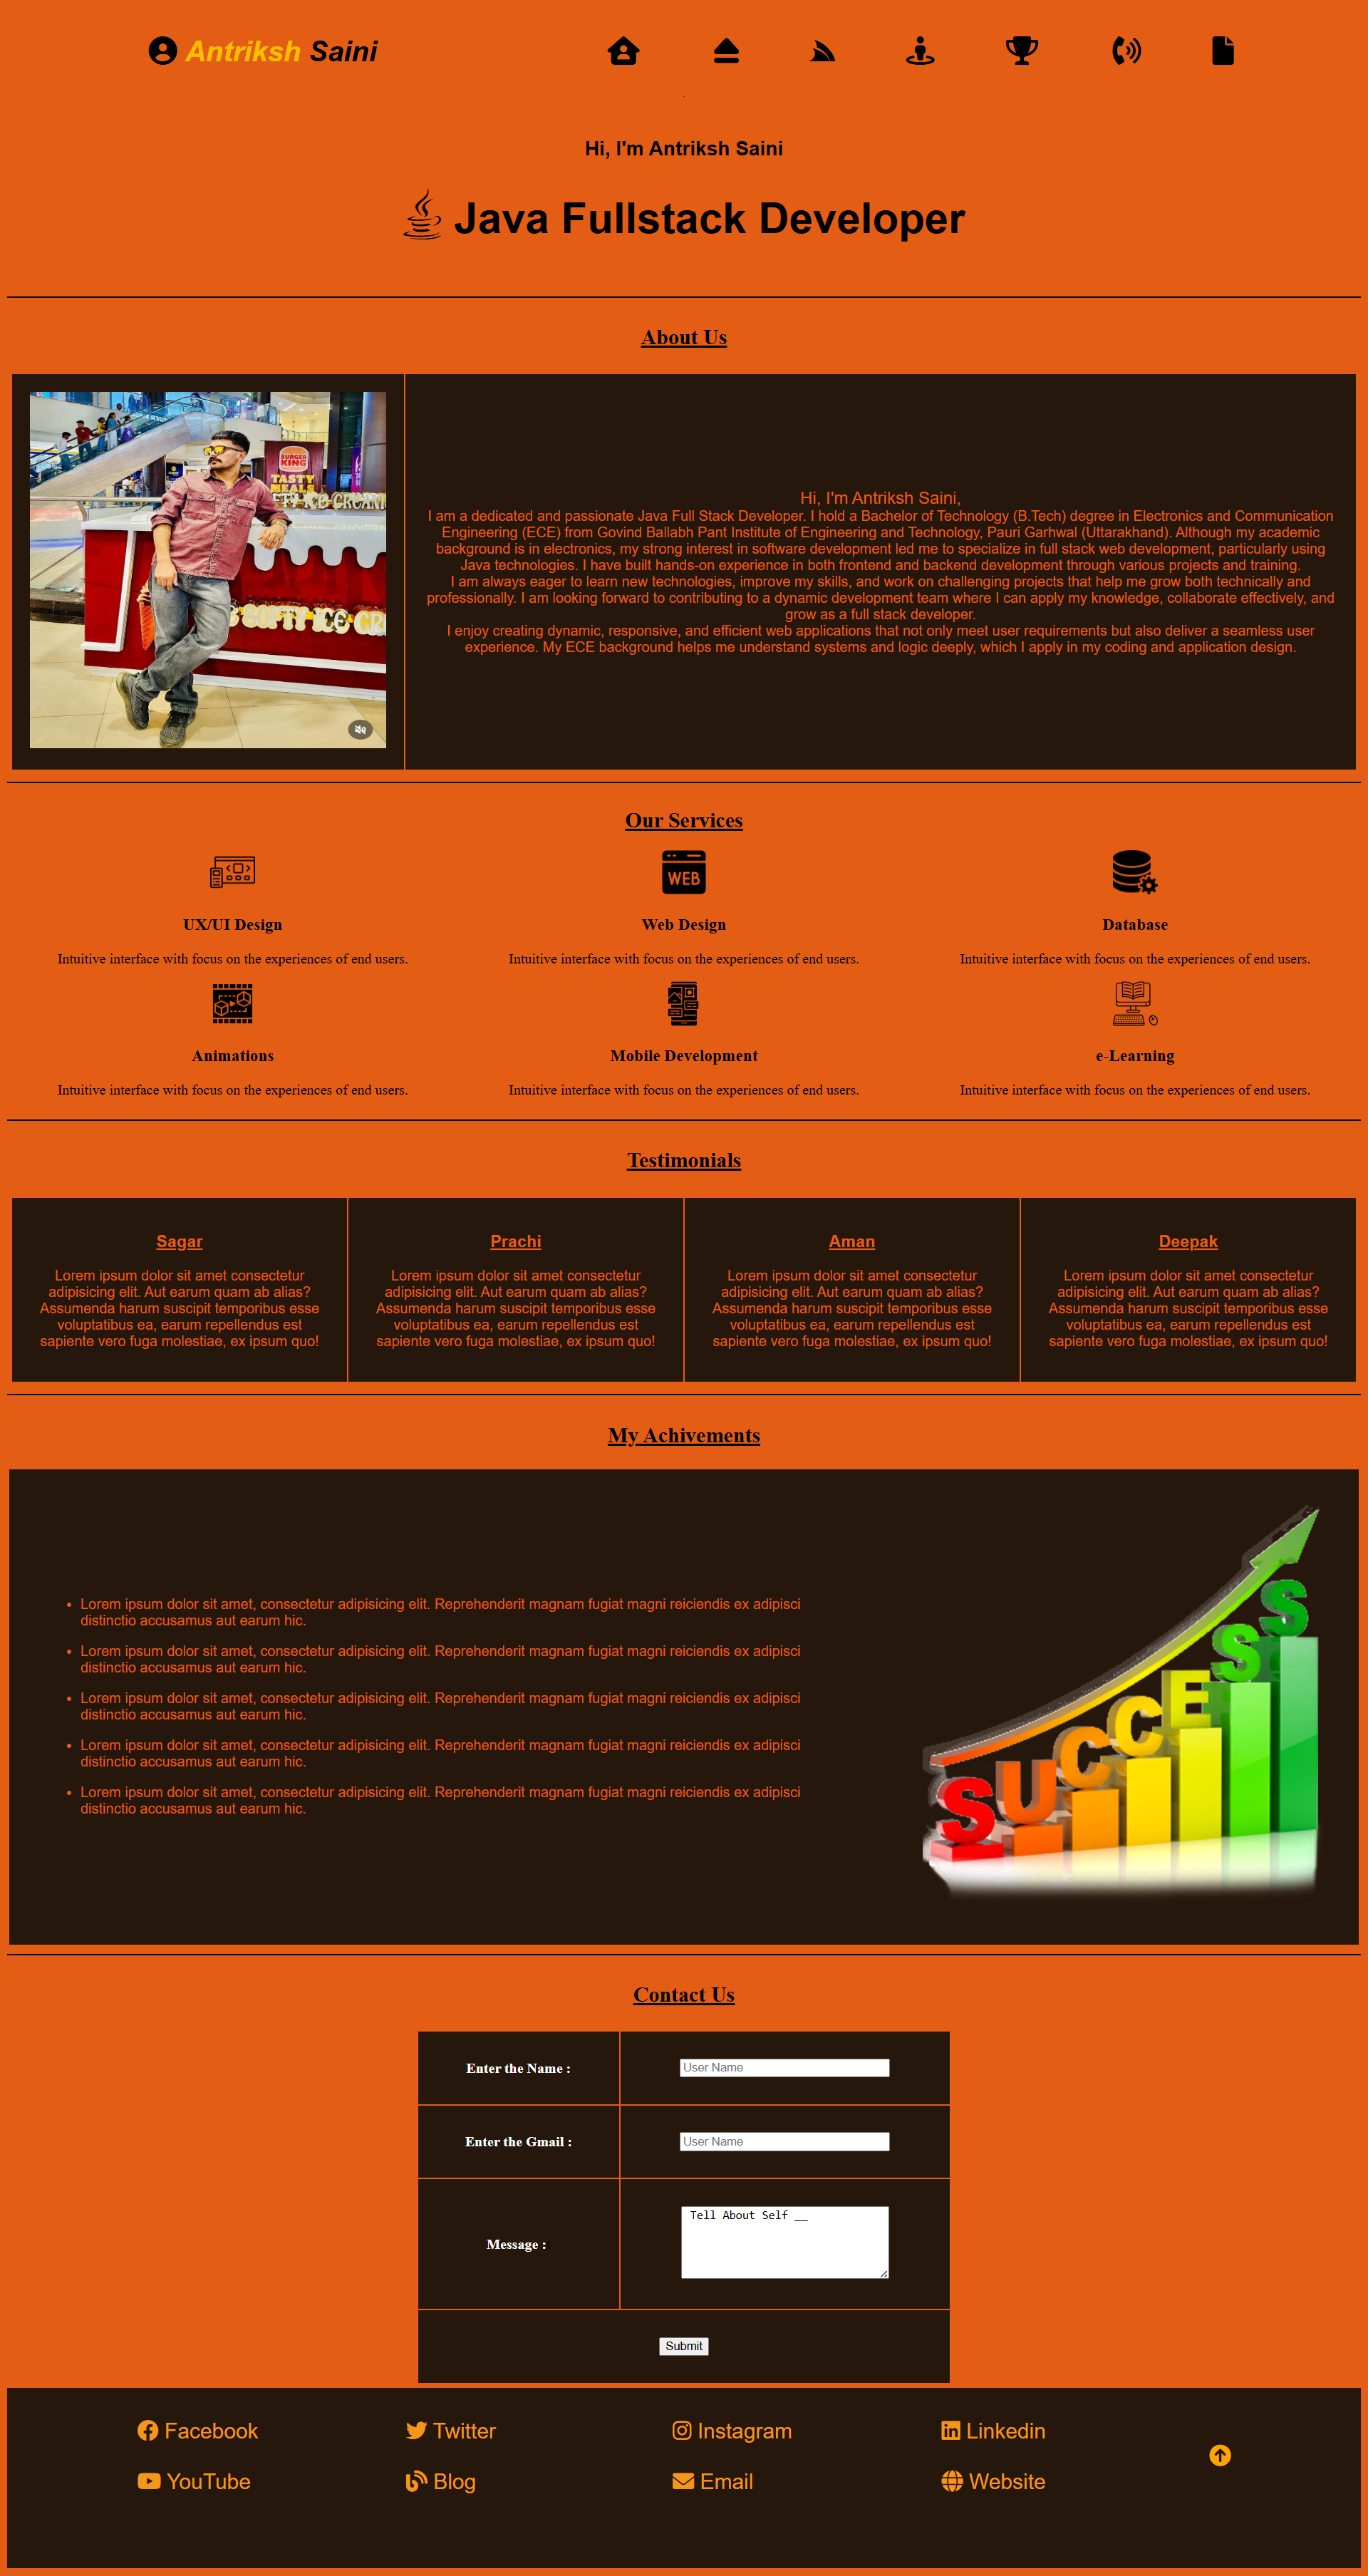 Antriksh Saini
Hi, I'm Antriksh Saini
Java Fullstack Developer
About Us
BURGER
KING
TASTY
MEALS
FTY ICE CREAM
SOFTY ICE CR
Hi, I'm Antriksh Saini,
I am a dedicated and passionate Java Full Stack Developer. I hold a Bachelor of Technology (B.Tech) degree in Electronics and Communication
Engineering (ECE) from Govind Ballabh Pant Institute of Engineering and Technology, Pauri Garhwal (Uttarakhand). Although my academic
background is in electronics, my strong interest in software development led me to specialize in full stack web development, particularly using
Java technologies. I have built hands-on experience in both frontend and backend development through various projects and training.
I am always eager to learn new technologies, improve my skills, and work on challenging projects that help me grow both technically and
professionally. I am looking forward to contributing to a dynamic development team where I can apply my knowledge, collaborate effectively, and
grow as a full stack developer.
I enjoy creating dynamic, responsive, and efficient web applications that not only meet user requirements but also deliver a seamless user
experience. My ECE background helps me understand systems and logic deeply, which I apply in my coding and application design.
Our Services
WEB
UX/UI Design
Web Design
Database
Intuitive interface with focus on the experiences of end users.
Intuitive interface with focus on the experiences of end users.
Intuitive interface with focus on the experiences of end users.
Animations
Mobile Development
e-Learning
Intuitive interface with focus on the experiences of end users.
Intuitive interface with focus on the experiences of end users.
Intuitive interface with focus on the experiences of end users.
Testimonials
Sagar
Lorem ipsum dolor sit amet consectetur
adipisicing elit. Aut earum quam ab alias?
Assumenda harum suscipit temporibus esse
voluptatibus ea, earum repellendus est
sapiente vero fuga molestiae, ex ipsum quo!
Prachi
Lorem ipsum dolor sit amet consectetur
adipisicing elit. Aut earum quam ab alias?
Assumenda harum suscipit temporibus esse
voluptatibus ea, earum repellendus est
sapiente vero fuga molestiae, ex ipsum quo!
Aman
Lorem ipsum dolor sit amet consectetur
adipisicing elit. Aut earum quam ab alias?
Assumenda harum suscipit temporibus esse
voluptatibus ea, earum repellendus est
sapiente vero fuga molestiae, ex ipsum quo!
Deepak
Lorem ipsum dolor sit amet consectetur
adipisicing elit. Aut earum quam ab alias?
Assumenda harum suscipit temporibus esse
voluptatibus ea, earum repellendus est
sapiente vero fuga molestiae, ex ipsum quo!
My Achivements
• Lorem ipsum dolor sit amet, consectetur adipisicing elit. Reprehenderit magnam fugiat magni reiciendis ex adipisci
distinctio accusamus aut earum hic.
• Lorem ipsum dolor sit amet, consectetur adipisicing elit. Reprehenderit magnam fugiat magni reiciendis ex adipisci
distinctio accusamus aut earum hic.
• Lorem ipsum dolor sit amet, consectetur adipisicing elit. Reprehenderit magnam fugiat magni reiciendis ex adipisci
distinctio accusamus aut earum hic.
• Lorem ipsum dolor sit amet, consectetur adipisicing elit. Reprehenderit magnam fugiat magni reiciendis ex adipisci
distinctio accusamus aut earum hic.
• Lorem ipsum dolor sit amet, consectetur adipisicing elit. Reprehenderit magnam fugiat magni reiciendis ex adipisci
distinctio accusamus aut earum hic.
SUCCESS
Contact Us
Enter the Name :
User Name
Enter the Gmail :
User Name
Message :
Tell About Self __
Submit
Facebook
Twitter
Instagram
Linkedin
YouTube
Blog
Email
Website